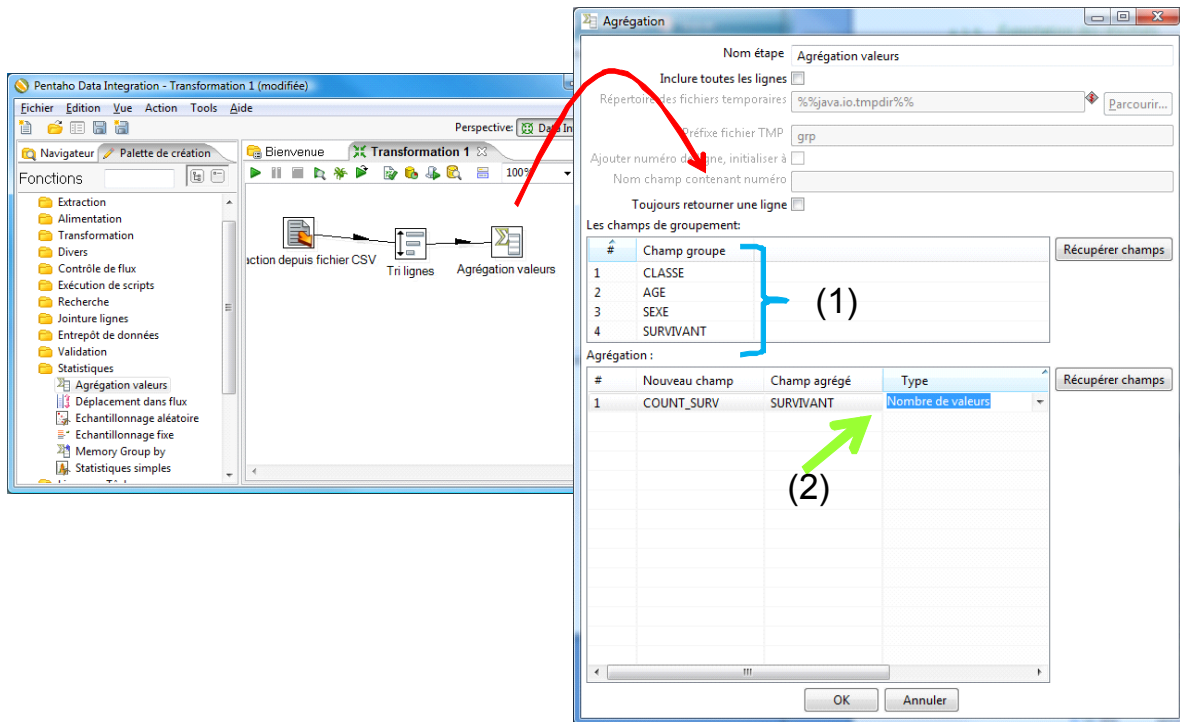 Pentaho Data Integration - Transformation 1 (modifiée)
Fichier Edition Vue Action Tools Aide
Perspective: Data In
Navigateur Palette de création
Bienvenue Transformation 1
Fonctions
100%
Extraction
Alimentation
Transformation
Divers
Contrôle de flux
Exécution de scripts
Recherche
Jointure lignes
Entrepôt de données
Validation
Statistiques
Agrégation valeurs
Déplacement dans flux
Echantillonnage aléatoire
Echantillonnage fixe
Memory Group by
Statistiques simples
action depuis fichier CSV
Tri lignes
Agrégation valeurs
Agrégation
Nom étape Agrégation valeurs
Inclure toutes les lignes
Répertoire des fichiers temporaires %%java.io.tmpdir%% Parcourir...
Préfixe fichier TMP grp
Ajouter numéro de ligne, initialiser à
Nom champ contenant numéro
Toujours retourner une ligne
Les champs de groupement:
# Champ groupe Récupérer champs
1 CLASSE
2 AGE
3 SEXE
4 SURVIVANT
(1)
Agrégation :
# Nouveau champ Champ agrégé Type Récupérer champs
1 COUNT_SURV SURVIVANT Nombre de valeurs
(2)
OK Annuler